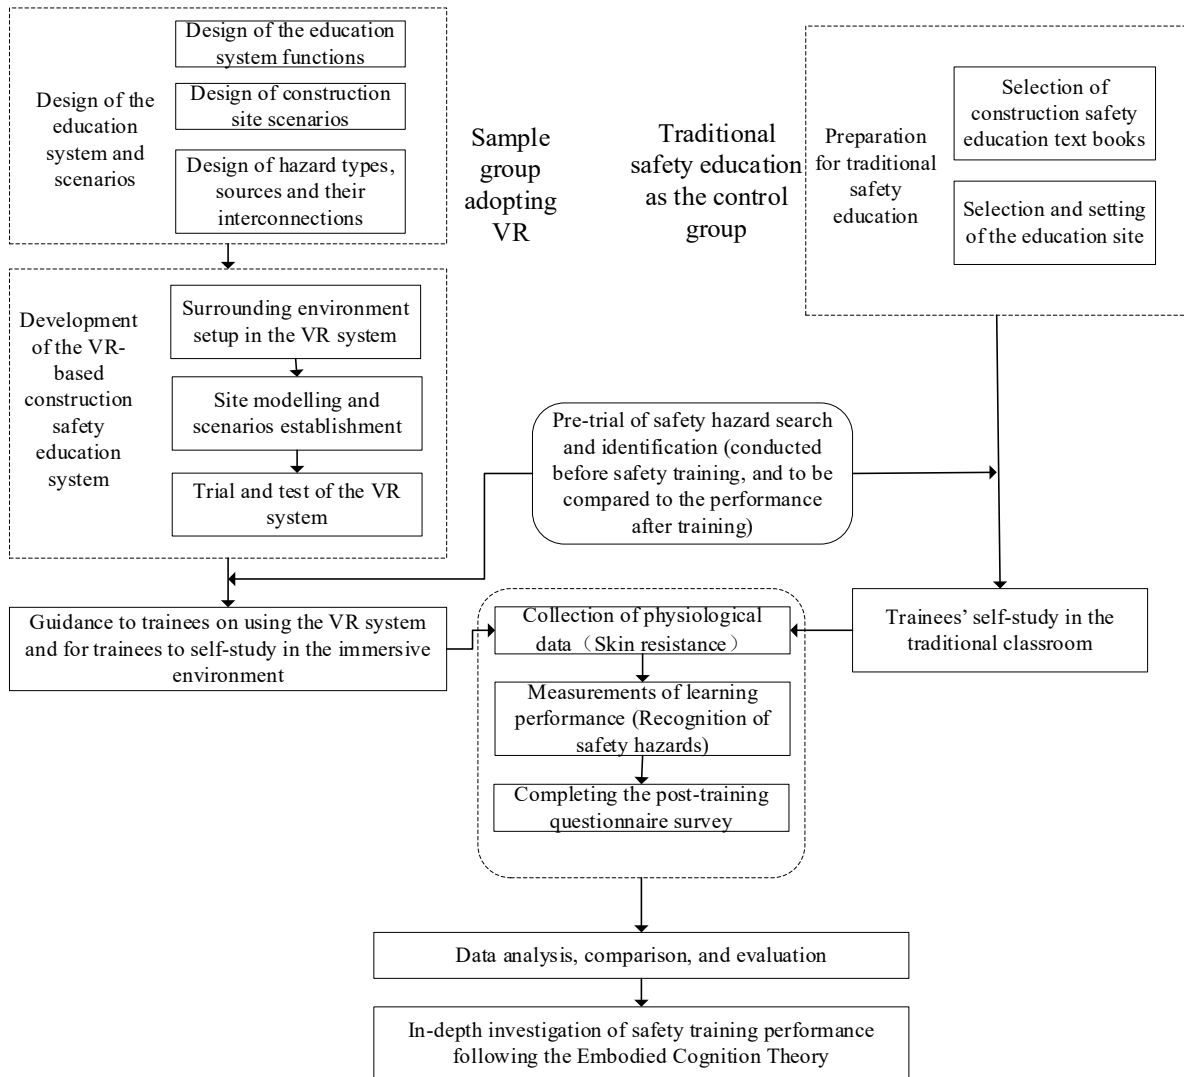 Design of the education
system functions
Design of the
education
system and
scenarios
Design of construction
site scenarios
Design of hazard types,
sources and their
interconnections
Sample
group
adopting
VR
Traditional
safety education
as the control
group
Preparation
for traditional
safety
education
Selection of
construction safety
education text books
Selection and setting
of the education site
Development
of the VR-
based
construction
safety
education
system
Surrounding environment
setup in the VR system
Site modelling and
scenarios establishment
Trial and test of the VR
system
Pre-trial of safety hazard search
and identification (conducted
before safety training, and to be
compared to the performance
after training)
Guidance to trainees on using the VR system
and for trainees to self-study in the immersive
environment
Collection of physiological
data（Skin resistance）
Trainees’ self-study in the
traditional classroom
Measurements of learning
performance (Recognition of
safety hazards)
Completing the post-training
questionnaire survey
Data analysis, comparison, and evaluation
In-depth investigation of safety training performance
following the Embodied Cognition Theory